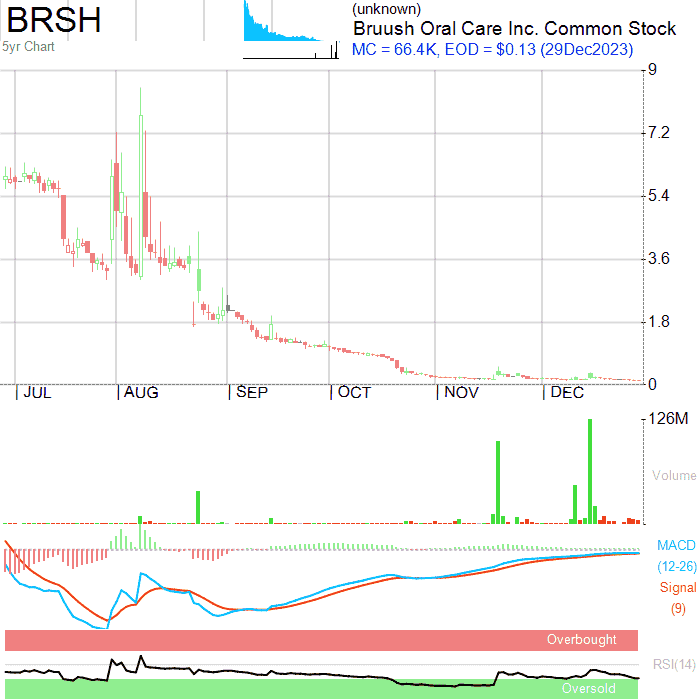 BRSH
5yr Chart
(unknown)
Bruush Oral Care Inc. Common Stock
MC = 66.4K, EOD = $0.13 (29Dec2023)
9
7.2
5.4
3.6
1.8
0
JUL AUG SEP OCT NOV DEC
126M
Volume
MACD
(12-26)
Signal
(9)
Overbought
RSI(14)
Oversold